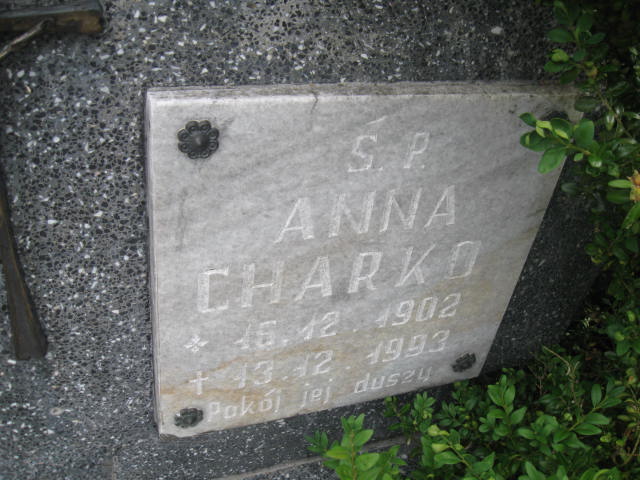 Ś. P.
ANNA
CHARKO
* 16. 12. 1902
+ 13. 12. 1993
Pokój jej duszy